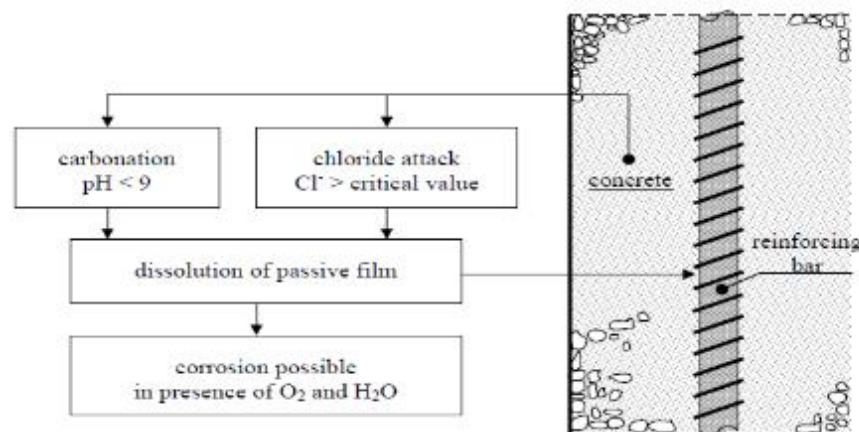 carbonation
pH < 9
chloride attack
Cl⁻ > critical value
concrete
dissolution of passive film
reinforcing
bar
corrosion possible
in presence of O₂ and H₂O